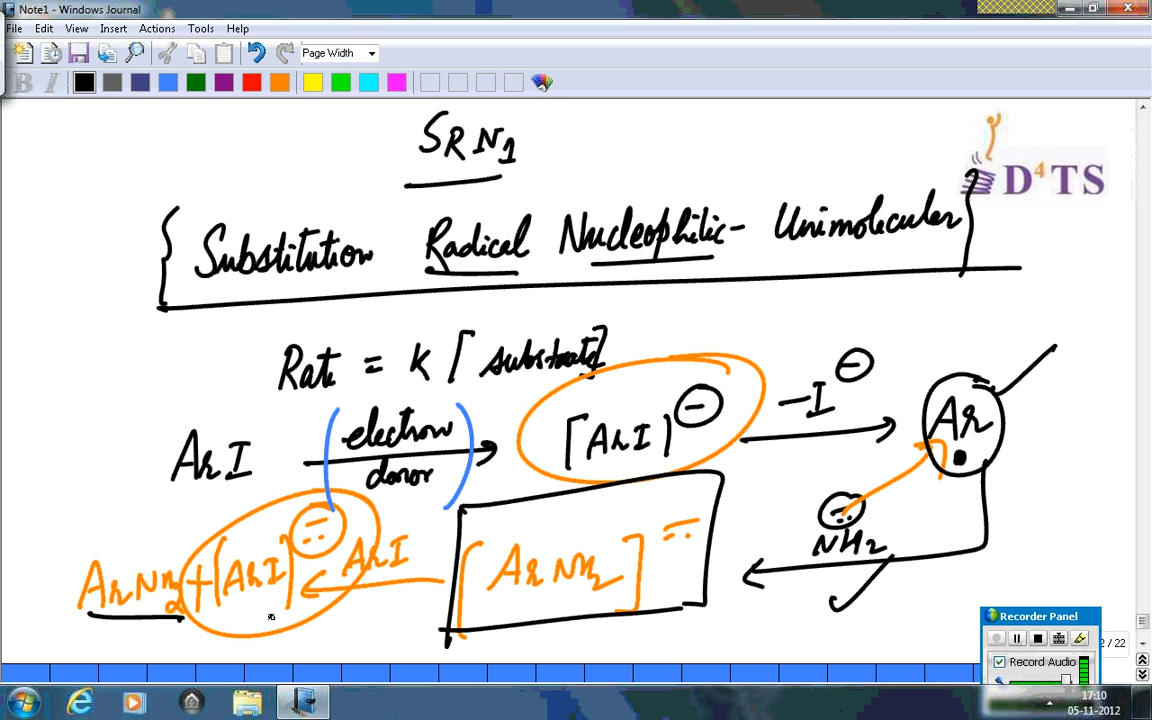 Note1 - Windows Journal
File Edit View Insert Actions Tools Help
Page Width
B I
SRN1
D4TS
{ Substitution Radical Nucleophilic - Unimolecular }
Rate = K [substrate]
ArI (electron donor) [ArI]⊖ -I⊖ Ar•
NH2
ArNH2 + [ArI] ArI [ArNH2]
Recorder Panel
2 / 22
Record Audio
17:10
05-11-2012